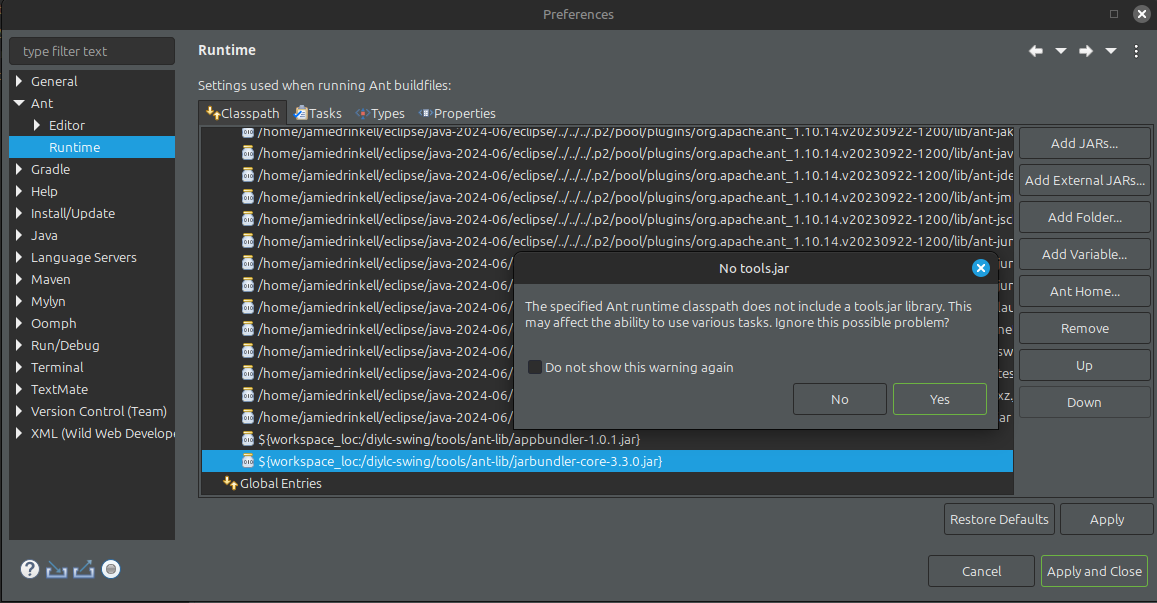 Preferences
type filter text
General
Ant
Editor
Runtime
Gradle
Help
Install/Update
Java
Language Servers
Maven
Mylyn
Oomph
Run/Debug
Terminal
TextMate
Version Control (Team)
XML (Wild Web Develope
Runtime
Settings used when running Ant buildfiles:
Classpath
Tasks
Types
Properties
/home/jamiedrinkell/eclipse/java-2024-06/eclipse/../../../.p2/pool/plugins/org.apache.ant_1.10.14.v20230922-1200/lib/ant-jak
/home/jamiedrinkell/eclipse/java-2024-06/eclipse/../../../.p2/pool/plugins/org.apache.ant_1.10.14.v20230922-1200/lib/ant-jav
/home/jamiedrinkell/eclipse/java-2024-06/eclipse/../../../.p2/pool/plugins/org.apache.ant_1.10.14.v20230922-1200/lib/ant-jde
/home/jamiedrinkell/eclipse/java-2024-06/eclipse/../../../.p2/pool/plugins/org.apache.ant_1.10.14.v20230922-1200/lib/ant-jm
/home/jamiedrinkell/eclipse/java-2024-06/eclipse/../../../.p2/pool/plugins/org.apache.ant_1.10.14.v20230922-1200/lib/ant-jsc
/home/jamiedrinkell/eclipse/java-2024-06/eclipse/../../../.p2/pool/plugins/org.apache.ant_1.10.14.v20230922-1200/lib/ant-jur
/home/jamiedrinkell/eclipse/java-2024-06/
/home/jamiedrinkell/eclipse/java-2024-06/
/home/jamiedrinkell/eclipse/java-2024-06/
/home/jamiedrinkell/eclipse/java-2024-06/
/home/jamiedrinkell/eclipse/java-2024-06/
/home/jamiedrinkell/eclipse/java-2024-06/
/home/jamiedrinkell/eclipse/java-2024-06/
/home/jamiedrinkell/eclipse/java-2024-06/
${workspace_loc:/diylc-swing/tools/ant-lib/appbundler-1.0.1.jar}
${workspace_loc:/diylc-swing/tools/ant-lib/jarbundler-core-3.3.0.jar}
Global Entries
No tools.jar
The specified Ant runtime classpath does not include a tools.jar library. This
may affect the ability to use various tasks. Ignore this possible problem?
Do not show this warning again
No
Yes
Add JARs...
Add External JARs...
Add Folder...
Add Variable...
Ant Home...
Remove
Up
Down
Restore Defaults
Apply
Cancel
Apply and Close